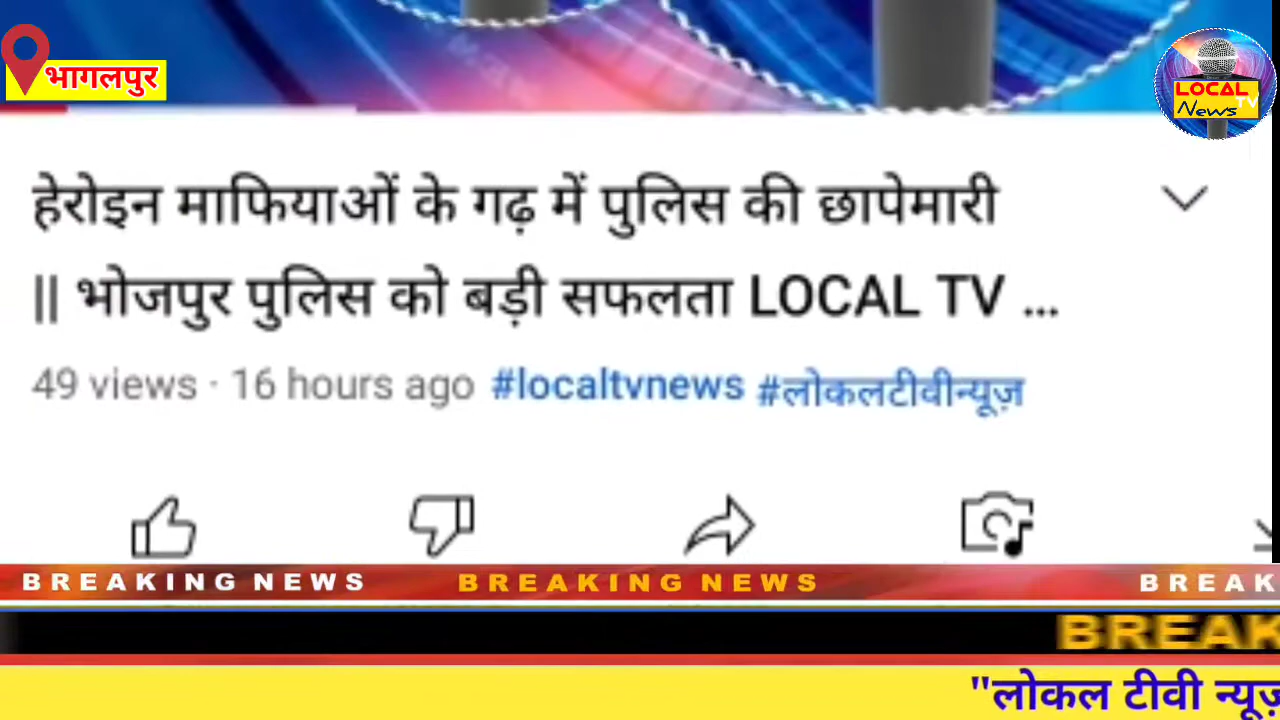 भागलपुर
LOCAL
TV
News
हेरोइन माफियाओं के गढ़ में पुलिस की छापेमारी
|| भोजपुर पुलिस को बड़ी सफलता LOCAL TV ...
49 views · 16 hours ago #localtvnews #लोकलटीवीन्यूज़
BREAKING NEWS BREAKING NEWS BREAK
BREAK
"लोकल टीवी न्यूज़